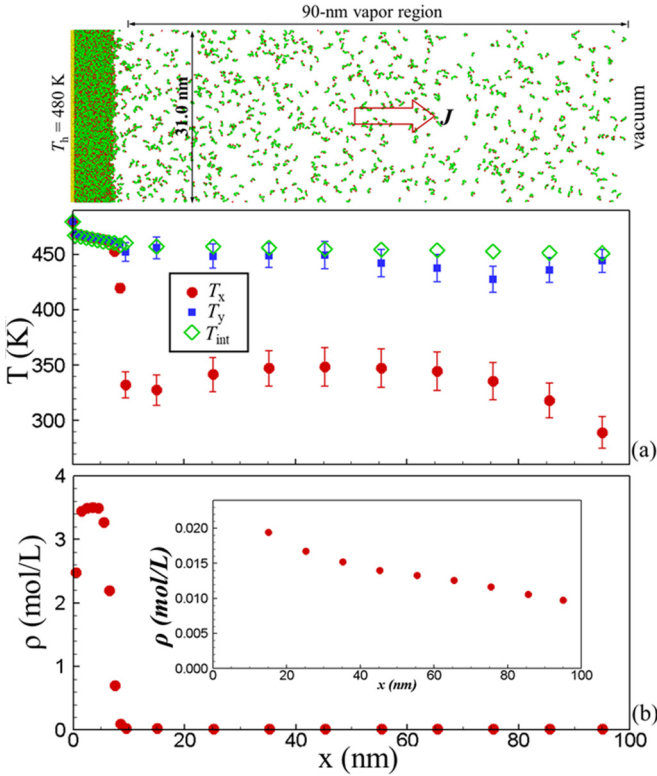 90-nm vapor region
T_h = 480 K
31.0 nm
J
vacuum
T (K)
450
400
350
300
T_x
T_y
T_int
(a)
ρ (mol/L)
4
3
2
1
0
ρ (mol/L)
0.020
0.015
0.010
0.005
0.000
0 20 40 60 80 100
x (nm)
(b)
0 20 40 60 80 100
x (nm)